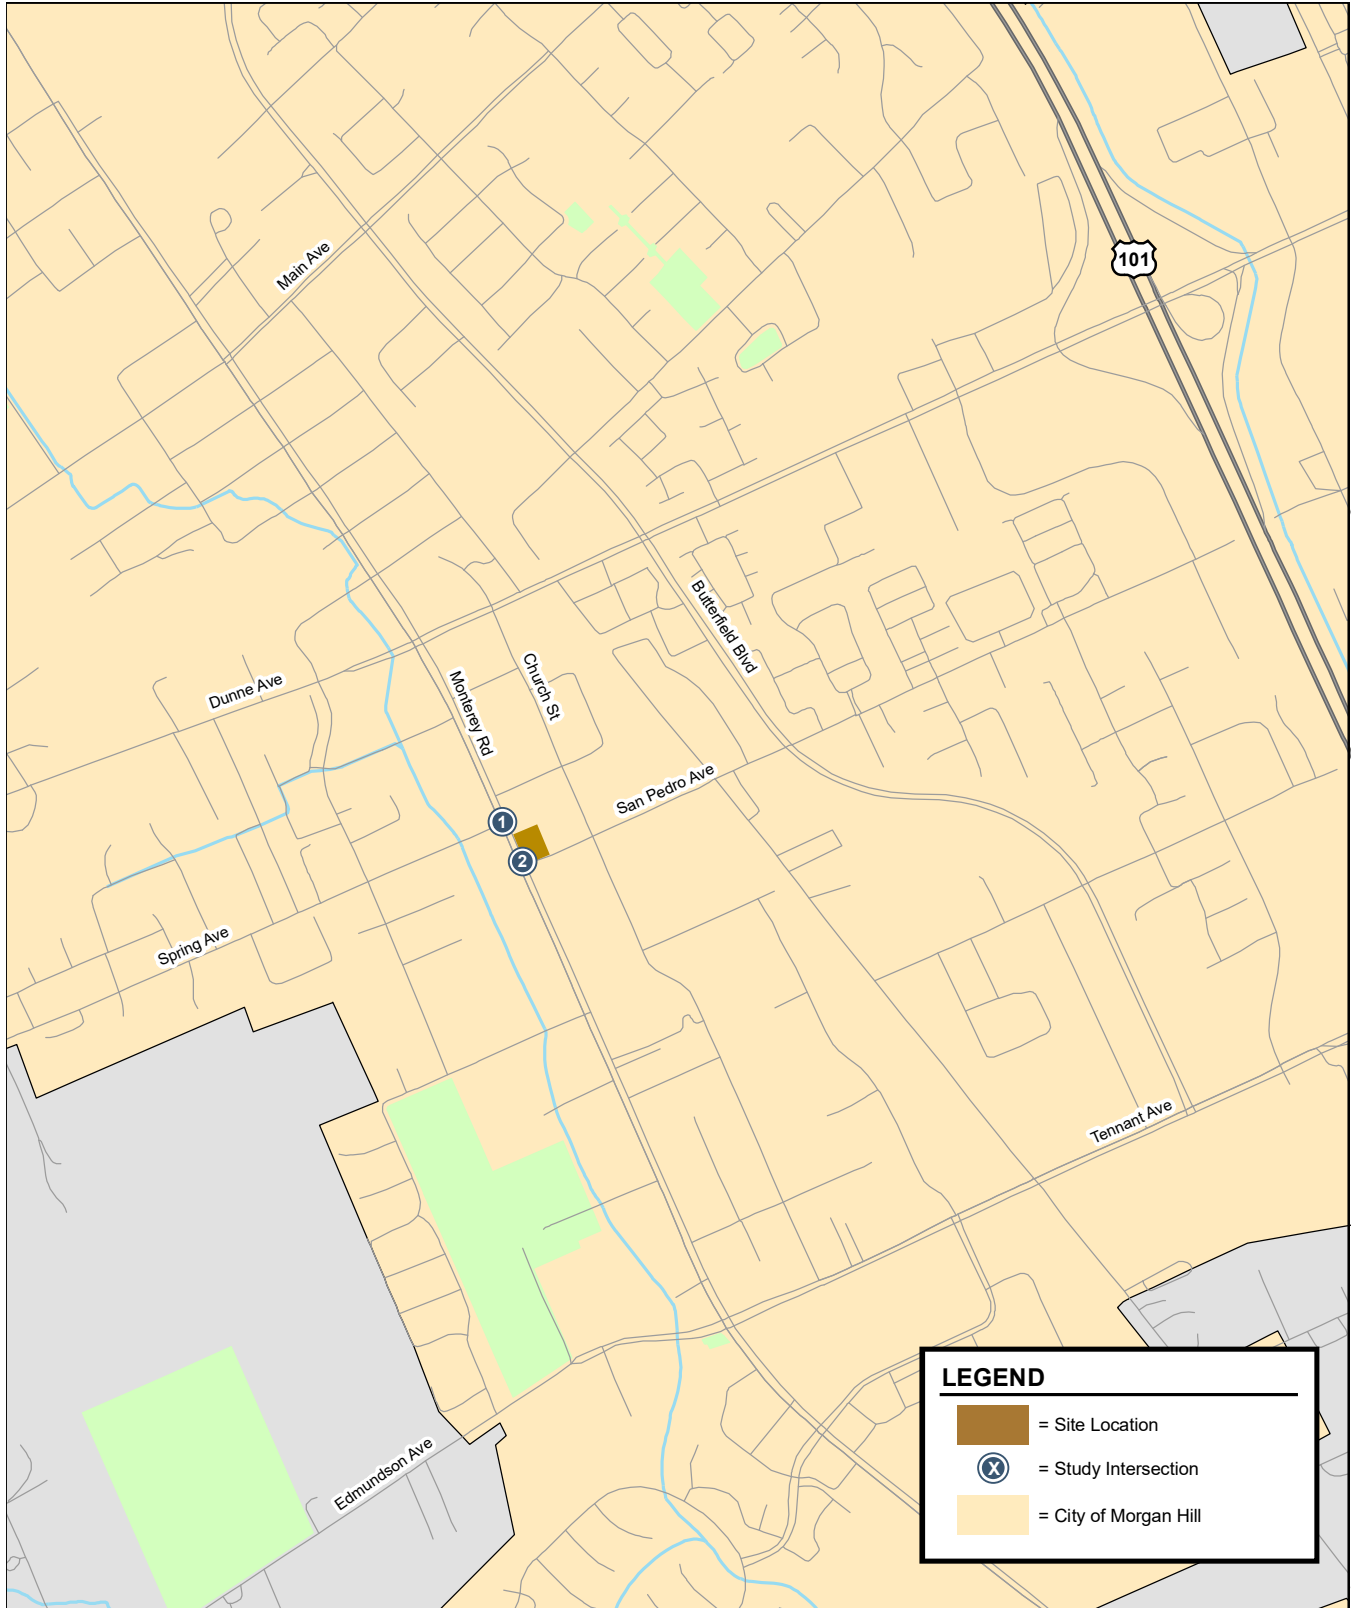 Main Ave
101
Butterfield Blvd
Church St
Monterey Rd
Dunne Ave
San Pedro Ave
1
2
Spring Ave
Tennant Ave
Edmundson Ave
LEGEND
= Site Location
X = Study Intersection
= City of Morgan Hill